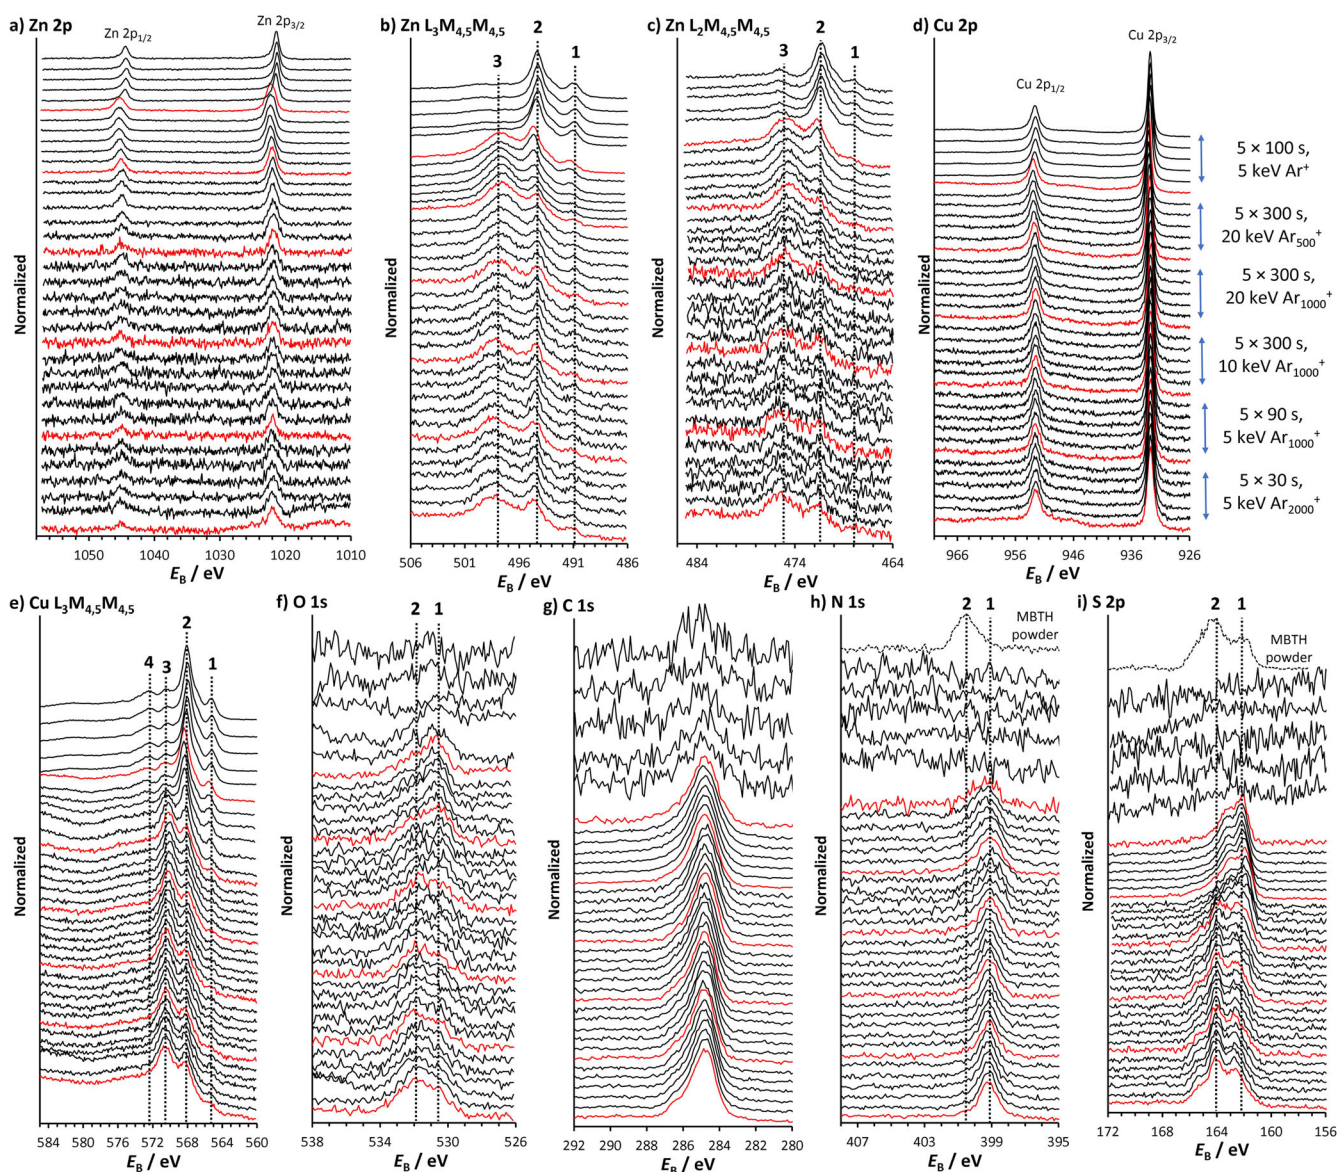 a) Zn 2p
Zn 2p1/2
Zn 2p3/2
Normalized
1050 1040 1030 1020 1010
EB / eV
b) Zn L3M4,5M4,5
3 2 1
Normalized
506 501 496 491 486
EB / eV
c) Zn L2M4,5M4,5
3 2 1
Normalized
484 474 464
EB / eV
d) Cu 2p
Cu 2p1/2
Cu 2p3/2
Normalized
966 956 946 936 926
EB / eV
5 × 100 s,
5 keV Ar+
5 × 300 s,
20 keV Ar500+
5 × 300 s,
20 keV Ar1000+
5 × 300 s,
10 keV Ar1000+
5 × 90 s,
5 keV Ar1000+
5 × 30 s,
5 keV Ar2000+
e) Cu L3M4,5M4,5
4 3 2 1
Normalized
584 580 576 572 568 564 560
EB / eV
f) O 1s
2 1
Normalized
538 534 530 526
EB / eV
g) C 1s
Normalized
292 288 284 280
EB / eV
h) N 1s
2 1
MBTH
powder
Normalized
407 403 399 395
EB / eV
i) S 2p
2 1
MBTH
powder
Normalized
172 168 164 160 156
EB / eV